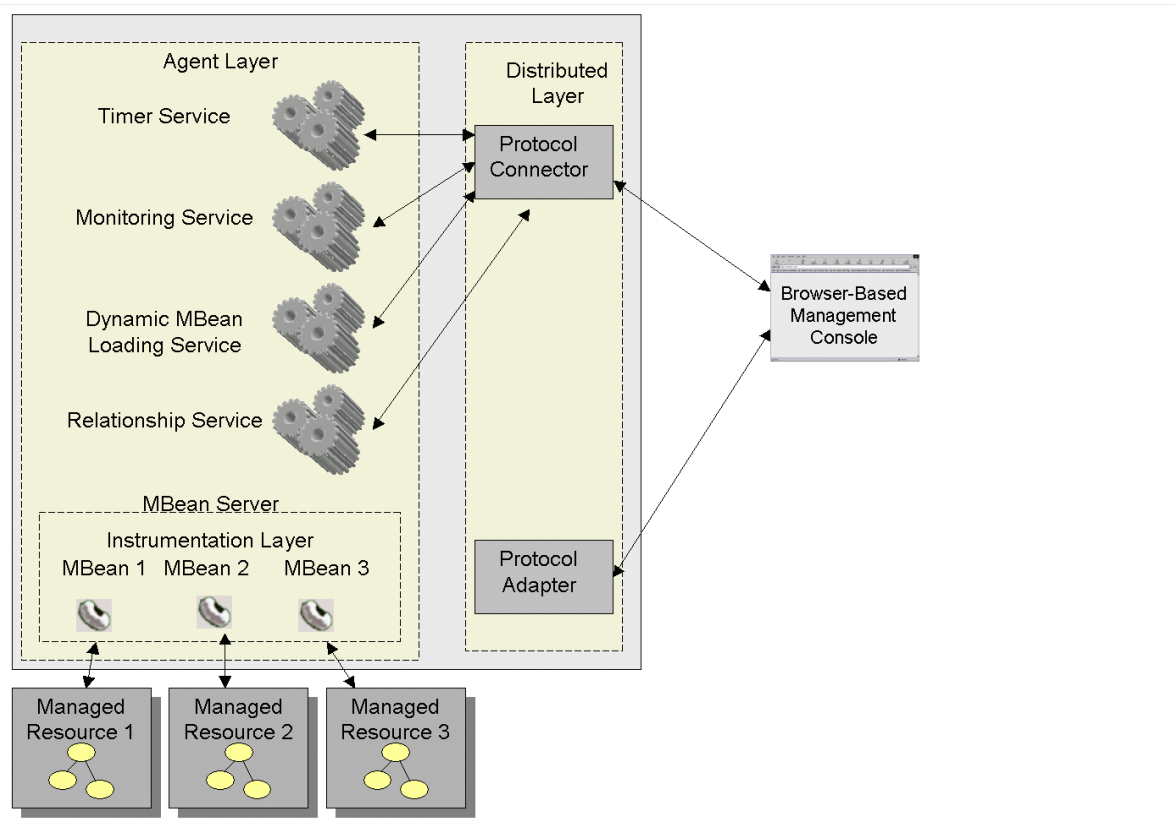 Agent Layer
Timer Service
Monitoring Service
Dynamic MBean
Loading Service
Relationship Service
MBean Server
Instrumentation Layer
MBean 1
MBean 2
MBean 3
Distributed
Layer
Protocol
Connector
Protocol
Adapter
Browser-Based
Management
Console
Managed
Resource 1
Managed
Resource 2
Managed
Resource 3